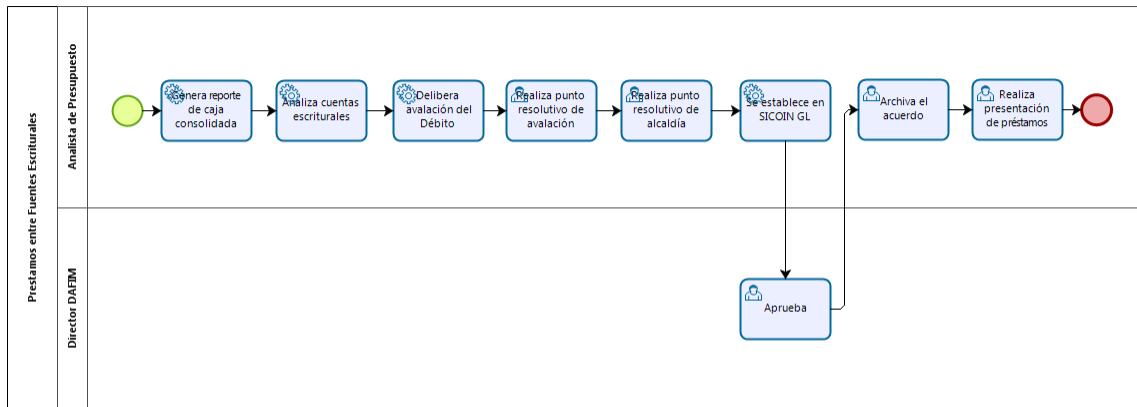 Prestamos entre Fuentes Escriturales
Analista de Presupuesto
Genera reporte
de caja
consolidada
Analiza cuentas
escriturales
Delibera
avalación del
Débito
Realiza punto
resolutivo de
avalación
Realiza punto
resolutivo de
alcaldía
Se establece en
SICOIN GL
Archiva el
acuerdo
Realiza
presentación
de préstamos
Director DAFIM
Aprueba